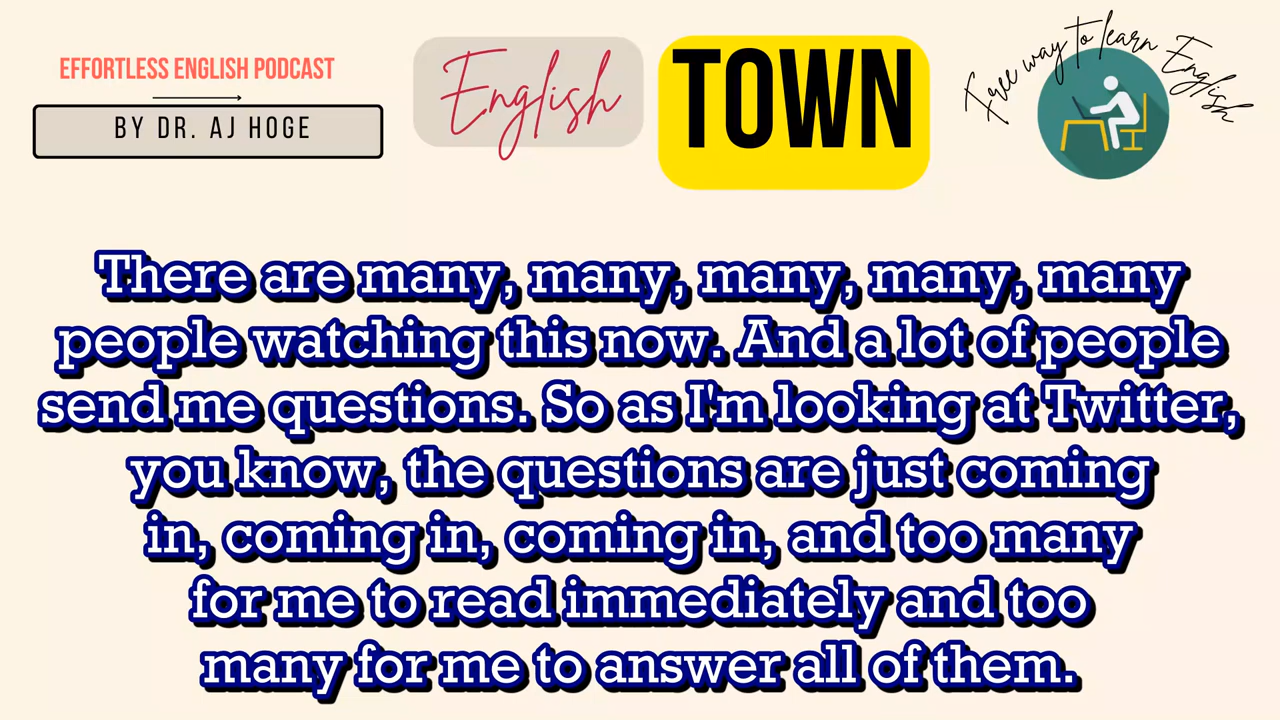 EFFORTLESS ENGLISH PODCAST
BY DR. AJ HOGE
English
TOWN
Free way to learn English
There are many, many, many, many, many
people watching this now. And a lot of people
send me questions. So as I'm looking at Twitter,
you know, the questions are just coming
in, coming in, coming in, and too many
for me to read immediately and too
many for me to answer all of them.